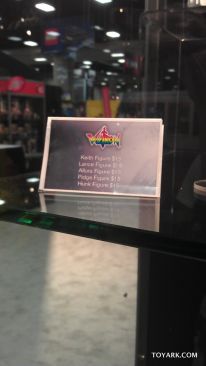 VOLTRON
Keith Figure $15
Lance Figure $15
Allura Figure $15
Pidge Figure $15
Hunk Figure $15
TOYARK.COM